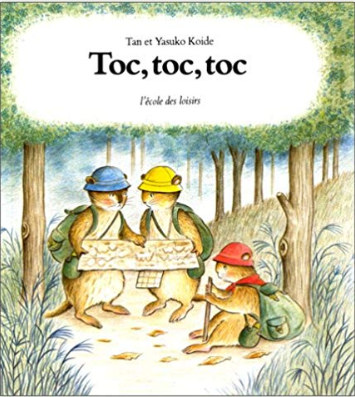 Tan et Yasuko Koide
Toc, toc, toc
l'école des loisirs